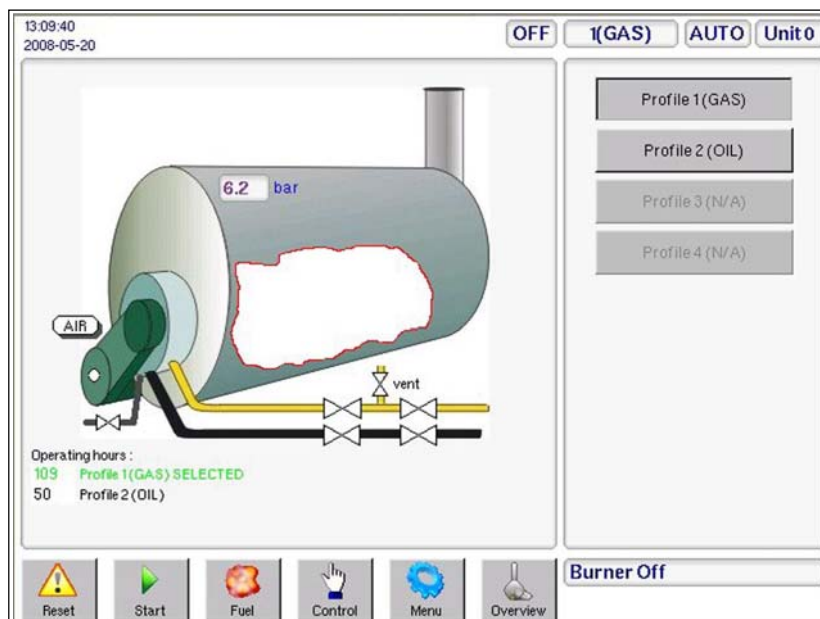 13:09:40
2008-05-20
OFF
1(GAS)
AUTO
Unit 0
Profile 1(GAS)
Profile 2 (OIL)
Profile 3 (N/A)
Profile 4 (N/A)
6.2 bar
AIR
vent
Operating hours :
109 Profile 1(GAS) SELECTED
50 Profile 2 (OIL)
Reset
Start
Fuel
Control
Menu
Overview
Burner Off